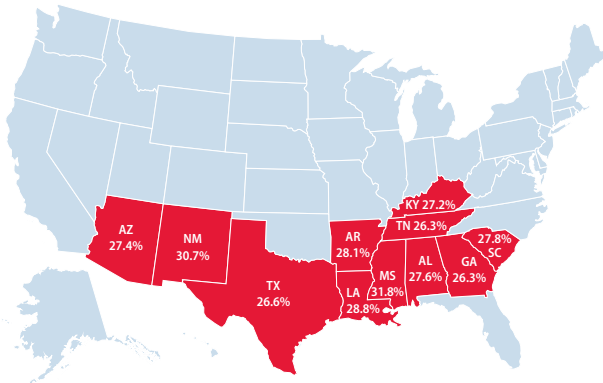 KY 27.2%
TN 26.3%
AZ
27.4%
NM
30.7%
AR
28.1%
27.8%
SC
MS
31.8%
AL
27.6%
GA
26.3%
TX
26.6%
LA
28.8%